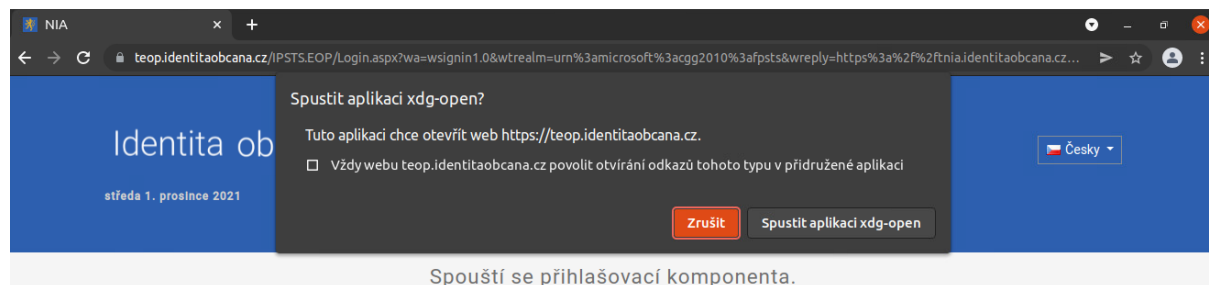 NIA
teop.identitaobcana.cz/IPSTS.EOP/Login.aspx?wa=wsignin1.0&wtrealm=urn%3amicrosoft%3acgg2010%3afpsts&wreply=https%3a%2f%2ftnia.identitaobcana.cz...
Spustit aplikaci xdg-open?
Tuto aplikaci chce otevřít web https://teop.identitaobcana.cz.
Vždy webu teop.identitaobcana.cz povolit otvírání odkazů tohoto typu v přidružené aplikaci
Zrušit Spustit aplikaci xdg-open
Identita ob
Česky
středa 1. prosince 2021
Spouští se přihlašovací komponenta.